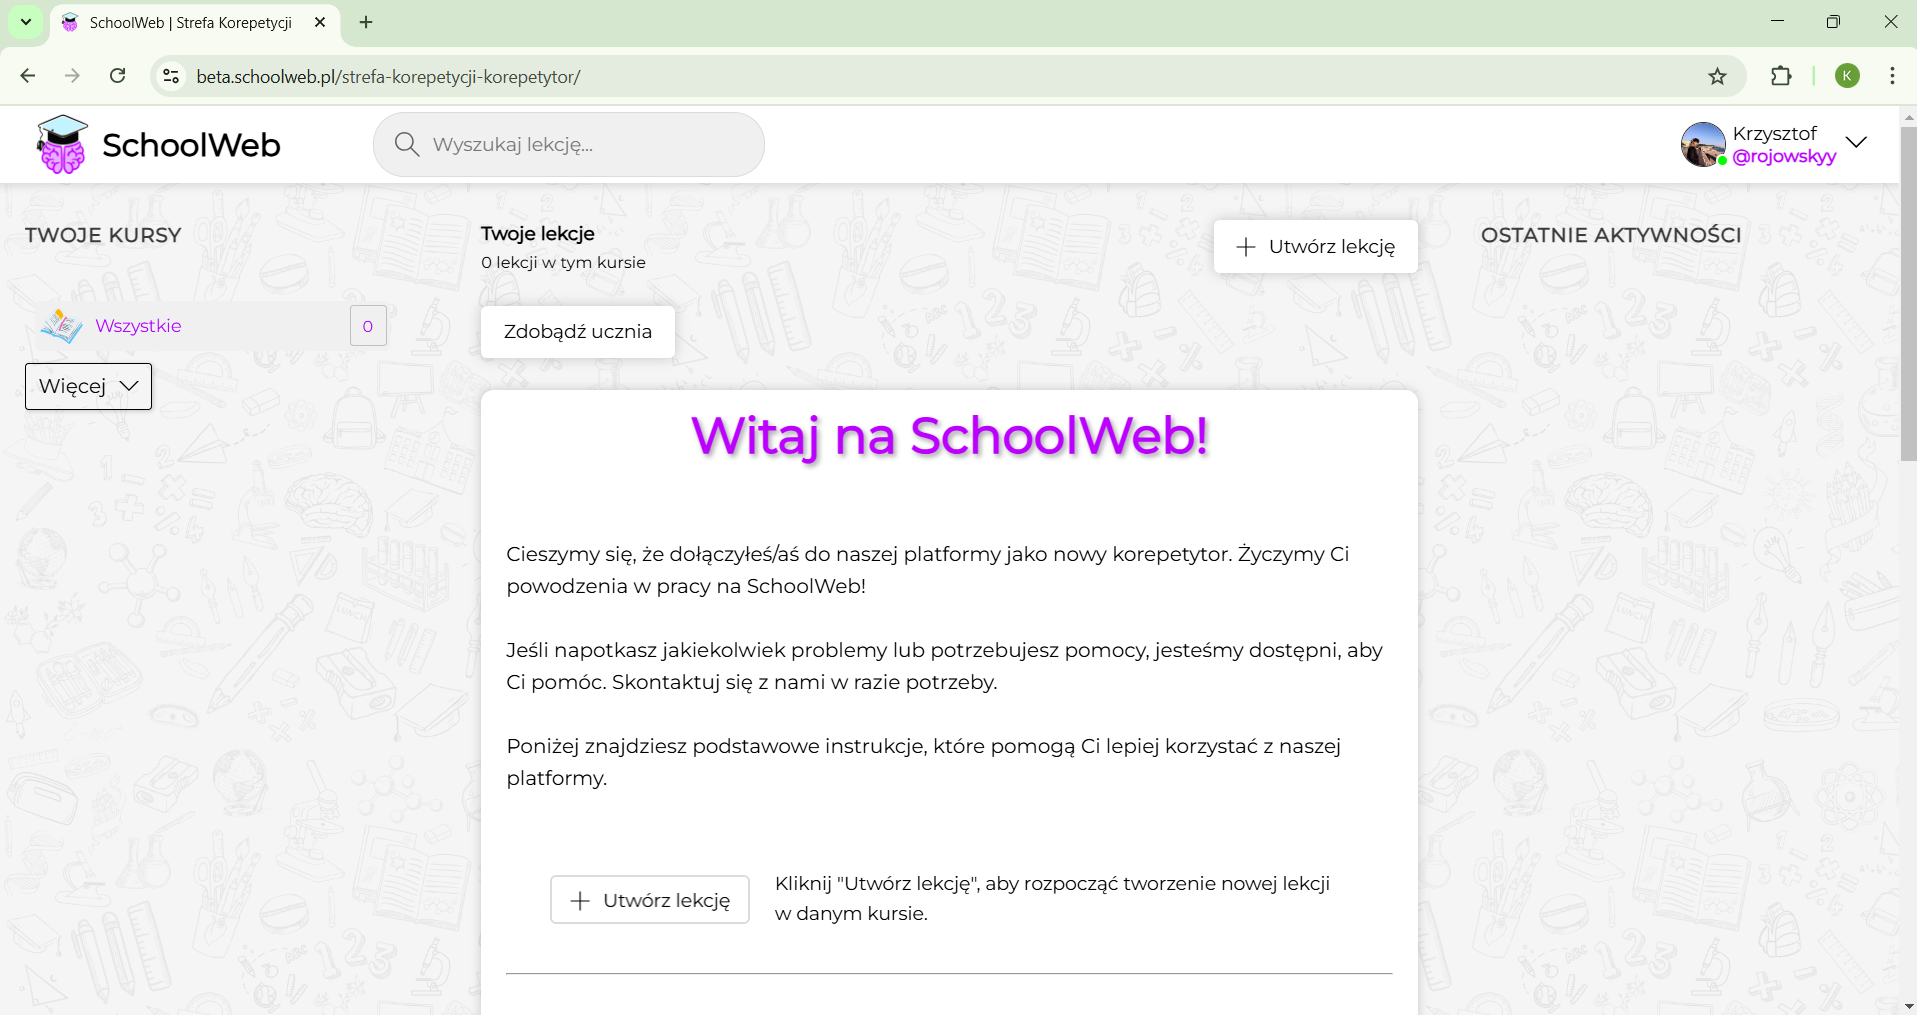 SchoolWeb | Strefa Korepetycji
beta.schoolweb.pl/strefa-korepetycji-korepetytor/
K
SchoolWeb
Wyszukaj lekcję...
Krzysztof
@rojowskyy
TWOJE KURSY
Wszystkie
0
Więcej
Twoje lekcje
0 lekcji w tym kursie
Utwórz lekcję
Zdobądź ucznia
OSTATNIE AKTYWNOŚCI
Witaj na SchoolWeb!
Cieszymy się, że dołączyłeś/aś do naszej platformy jako nowy korepetytor. Życzymy Ci
powodzenia w pracy na SchoolWeb!
Jeśli napotkasz jakiekolwiek problemy lub potrzebujesz pomocy, jesteśmy dostępni, aby
Ci pomóc. Skontaktuj się z nami w razie potrzeby.
Poniżej znajdziesz podstawowe instrukcje, które pomogą Ci lepiej korzystać z naszej
platformy.
Utwórz lekcję
Kliknij "Utwórz lekcję", aby rozpocząć tworzenie nowej lekcji
w danym kursie.